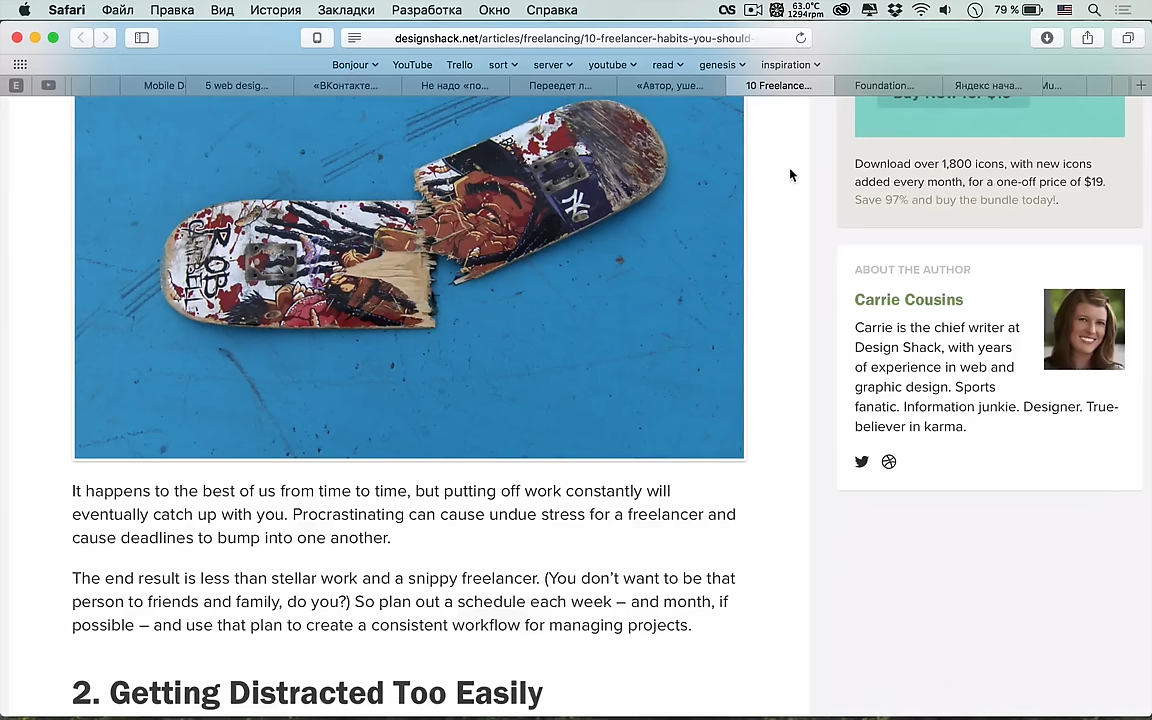 Safari Файл Правка Вид История Закладки Разработка Окно Справка 63.0°C 1294rpm 79 %
designshack.net/articles/freelancing/10-freelancer-habits-you-should-
Bonjour YouTube Trello sort server youtube read genesis inspiration
E Mobile D 5 web desig... «ВКонтакте... Не надо «по... Переедет л... «Автор, уше... 10 Freelance... Foundation... Яндекс нача... Mu...
Download over 1,800 icons, with new icons
added every month, for a one-off price of $19.
Save 97% and buy the bundle today!.
ABOUT THE AUTHOR
Carrie Cousins
Carrie is the chief writer at
Design Shack, with years
of experience in web and
graphic design. Sports
fanatic. Information junkie. Designer. True-
believer in karma.
It happens to the best of us from time to time, but putting off work constantly will
eventually catch up with you. Procrastinating can cause undue stress for a freelancer and
cause deadlines to bump into one another.
The end result is less than stellar work and a snippy freelancer. (You don’t want to be that
person to friends and family, do you?) So plan out a schedule each week – and month, if
possible – and use that plan to create a consistent workflow for managing projects.
2. Getting Distracted Too Easily